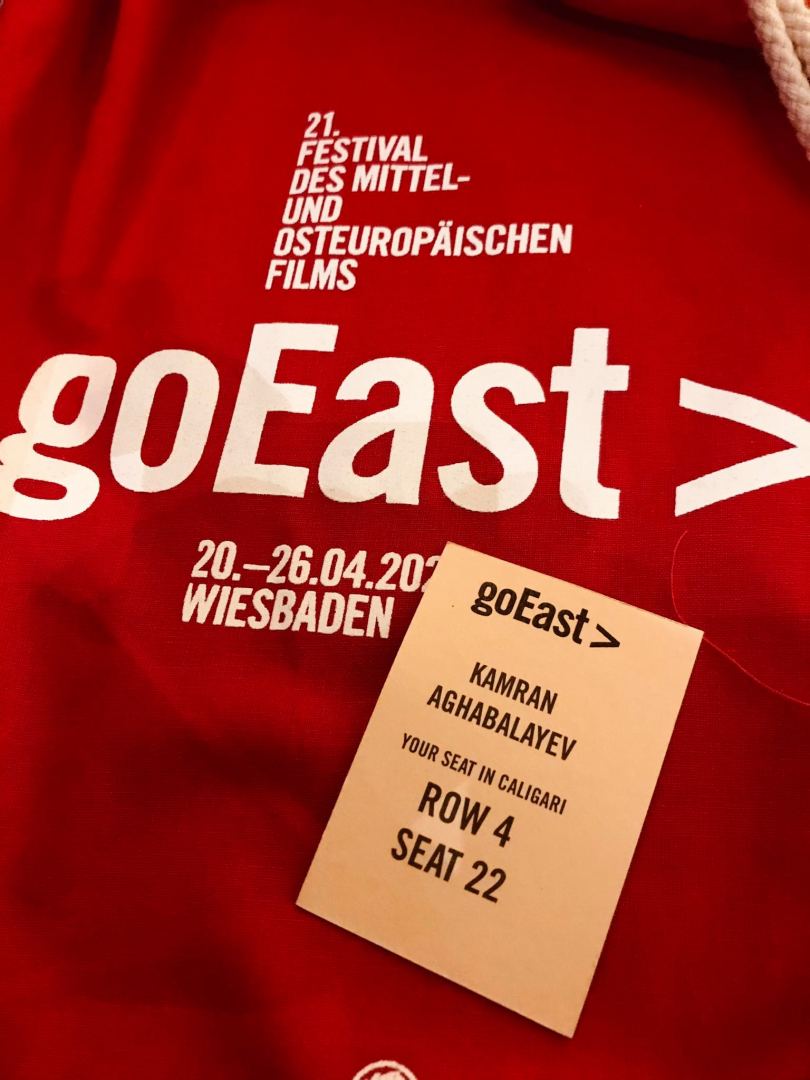 21.
FESTIVAL
DES MITTEL-
UND
OSTEUROPÄISCHEN
FILMS
goEast >
20.–26.04.202
WIESBADEN
goEast >
KAMRAN
AGHABALAYEV
YOUR SEAT IN CALIGARI
ROW 4
SEAT 22